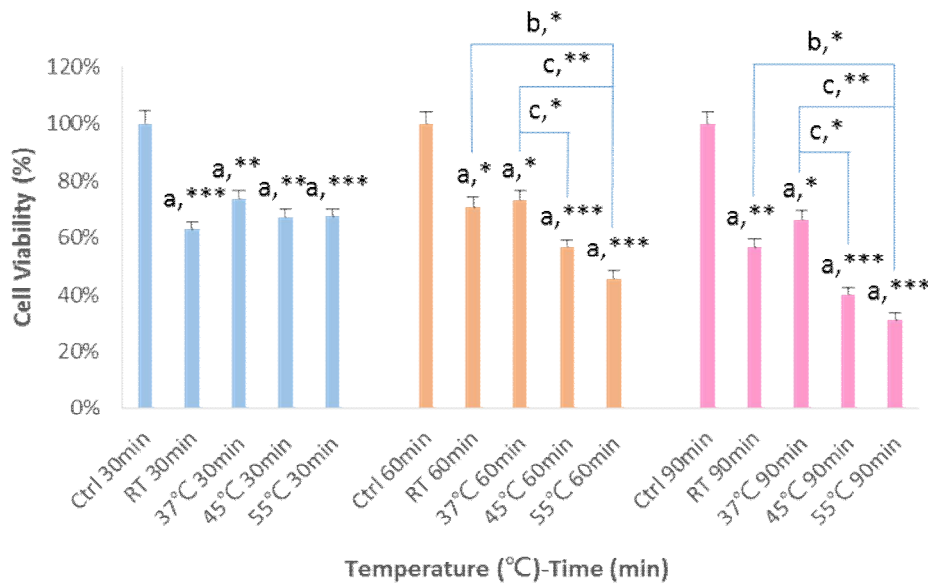 b,*
c,**
c,*
b,*
c,**
c,*
120%
100%
80%
60%
40%
20%
0%
Cell Viability (%)
a,***
a,**
a,**
a,***
a,*
a,*
a,***
a,***
a,**
a,*
a,***
a,***
Ctrl 30min
RT 30min
37℃ 30min
45℃ 30min
55℃ 30min
Ctrl 60min
RT 60min
37℃ 60min
45℃ 60min
55℃ 60min
Ctrl 90min
RT 90min
37℃ 90min
45℃ 90min
55℃ 90min
Temperature (℃)-Time (min)